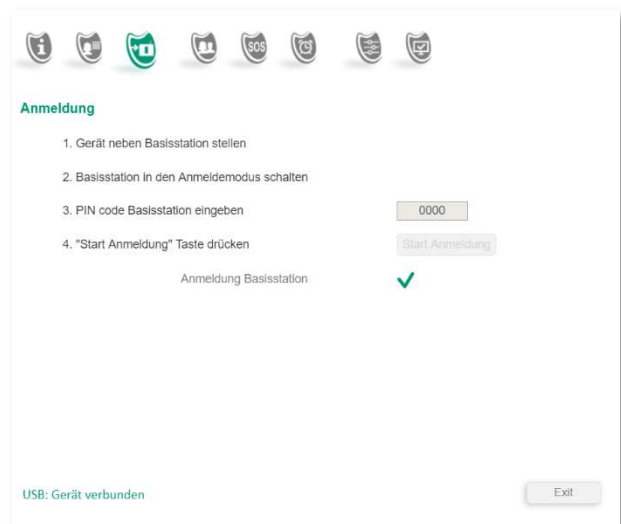 SOS
Anmeldung
1. Gerät neben Basisstation stellen
2. Basisstation in den Anmeldemodus schalten
3. PIN code Basisstation eingeben 0000
4. "Start Anmeldung" Taste drücken Start Anmeldung
Anmeldung Basisstation
USB: Gerät verbunden Exit